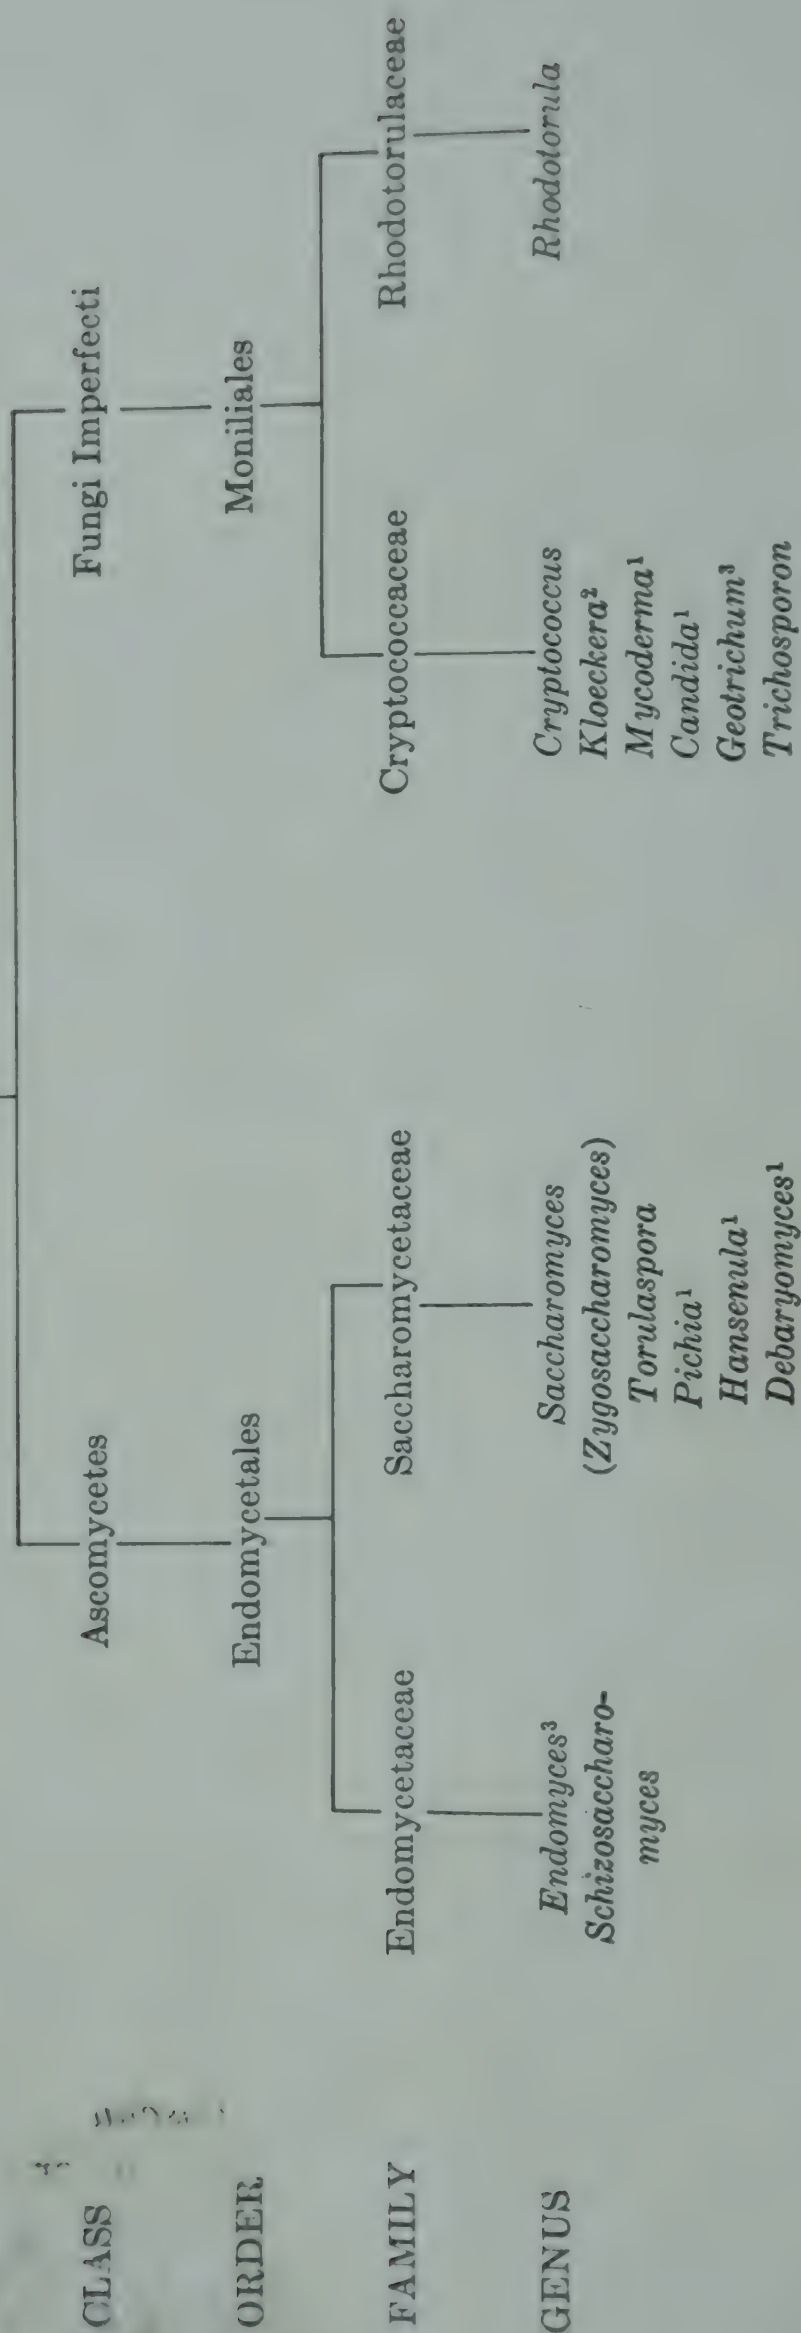 CLASS
Ascomycetes
Fungi Imperfecti
ORDER
Endomycetales
Moniliales
FAMILY
Endomycetaceae
Saccharomycetaceae
Cryptococcaceae
Rhodotorulaceae
GENUS
Endomyces³
Schizosaccharo-
myces
Saccharomyces
(Zygosaccharomyces)
Torulaspora
Pichia¹
Hansenula¹
Debaryomyces¹
Cryptococcus
Kloeckera²
Mycoderma¹
Candida¹
Geotrichum³
Trichosporon
Rhodotorula